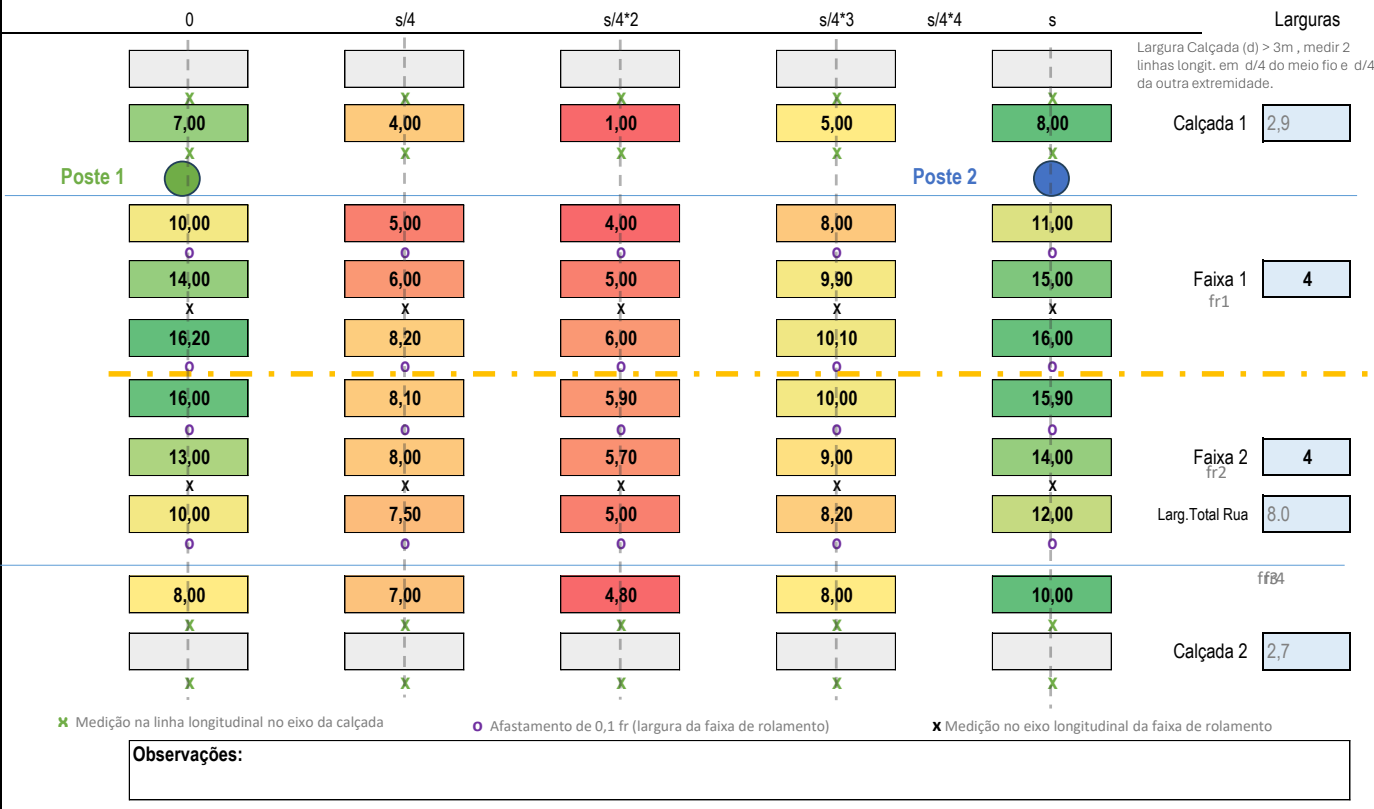 0 s/4 s/4*2 s/4*3 s/4*4 s Larguras
Largura Calçada (d) > 3m , medir 2
linhas longit. em d/4 do meio fio e d/4
da outra extremidade.
x x x x x
7,00 4,00 1,00 5,00 8,00 Calçada 1 2,9
x x x x x
Poste 1 Poste 2
10,00 5,00 4,00 8,00 11,00
o o o o o
14,00 6,00 5,00 9,90 15,00 Faixa 1 4
fr1
x x x x x
16,20 8,20 6,00 10,10 16,00
o o o o o
16,00 8,10 5,90 10,00 15,90
o o o o o
13,00 8,00 5,70 9,00 14,00 Faixa 2 4
fr2
x x x x x
10,00 7,50 5,00 8,20 12,00 Larg.Total Rua 8.0
o o o o o
8,00 7,00 4,80 8,00 10,00
x x x x x
Calçada 2 2,7
x x x x x
x Medição na linha longitudinal no eixo da calçada o Afastamento de 0,1 fr (largura da faixa de rolamento) x Medição no eixo longitudinal da faixa de rolamento
Observações: